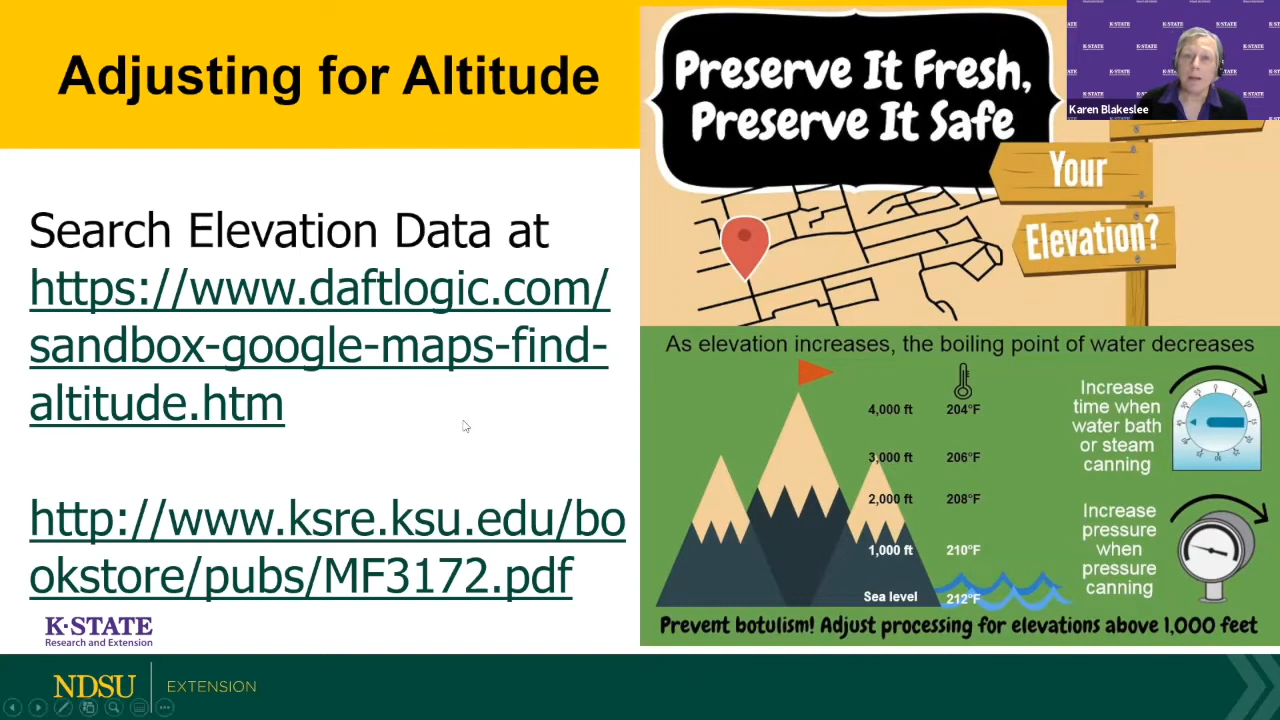 Adjusting for Altitude
Search Elevation Data at
https://www.daftlogic.com/
sandbox-google-maps-find-
altitude.htm
http://www.ksre.ksu.edu/bo
okstore/pubs/MF3172.pdf
K·STATE
Research and Extension
NDSU
EXTENSION
Preserve It Fresh,
Preserve It Safe
Your
Elevation?
Karen Blakeslee
As elevation increases, the boiling point of water decreases
4,000 ft 204°F
3,000 ft 206°F
2,000 ft 208°F
1,000 ft 210°F
Sea level 212°F
Increase
time when
water bath
or steam
canning
Increase
pressure
when
pressure
canning
Prevent botulism! Adjust processing for elevations above 1,000 feet